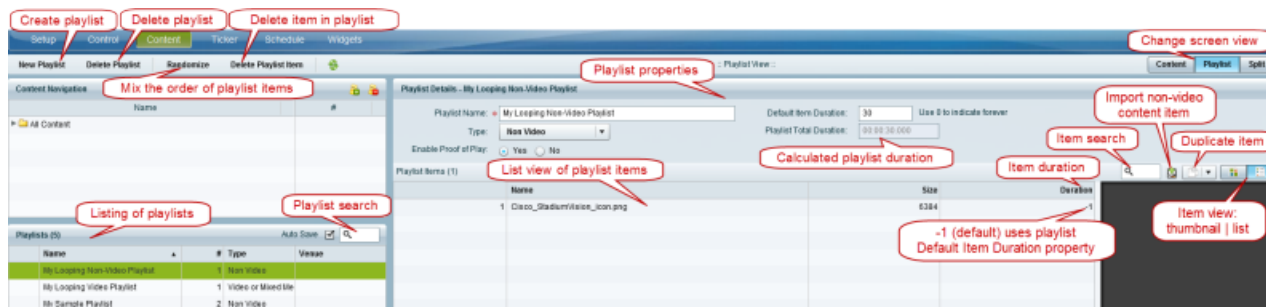 Create playlist
Delete playlist
Delete item in playlist
Setup Control Content Ticker Schedule Widgets
Change screen view
New Playlist Delete Playlist Randomize Delete Playlist Item
:: Playlist View ::
Content Playlist Split
Mix the order of playlist items
Playlist properties
Content Navigation
Name #
All Content
Playlist Details - My Looping Non-Video Playlist
Playlist Name: My Looping Non-Video Playlist
Default Item Duration: 30 Use 0 to indicate forever
Type: Non Video
Playlist Total Duration: 00:00:30:000
Enable Proof of Play: Yes No
Calculated playlist duration
Import non-video
content item
Item search
Duplicate item
Playlist Items (1)
List view of playlist items
Item duration
Name Size Duration
1 Cisco_StadiumVision_icon.png 6384 -1
-1 (default) uses playlist
Default Item Duration property
Item view:
thumbnail | list
Listing of playlists
Playlist search
Playlists (5) Auto Save
Name # Type Venue
My Looping Non-Video Playlist 1 Non Video
My Looping Video Playlist 1 Video or Mixed Me
My Sample Playlist 2 Non Video